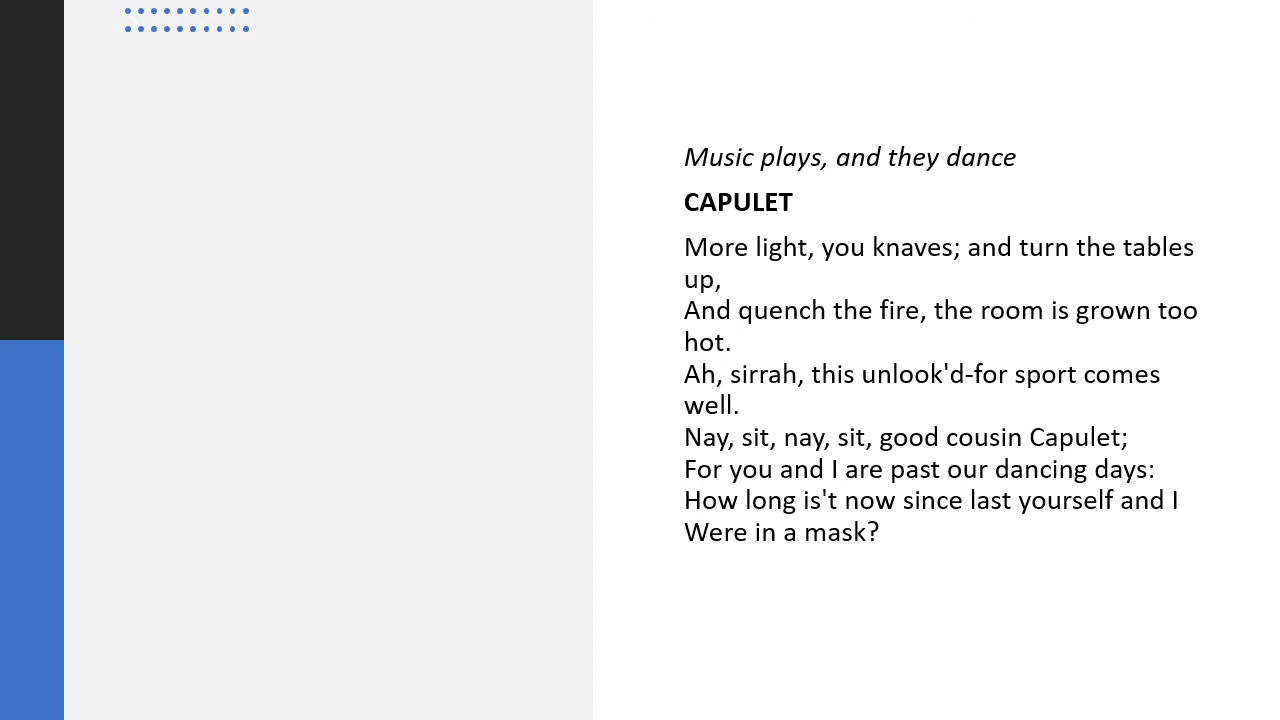 Music plays, and they dance
CAPULET
More light, you knaves; and turn the tables
up,
And quench the fire, the room is grown too
hot.
Ah, sirrah, this unlook'd-for sport comes
well.
Nay, sit, nay, sit, good cousin Capulet;
For you and I are past our dancing days:
How long is't now since last yourself and I
Were in a mask?